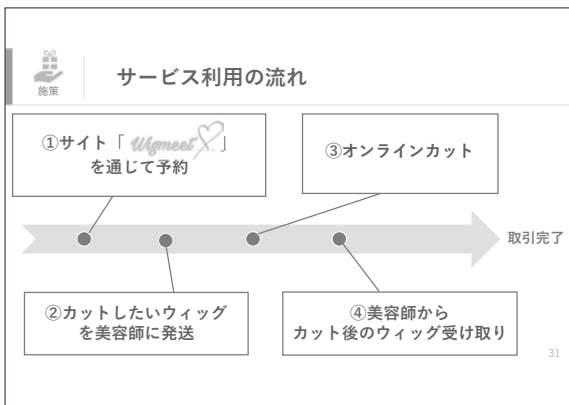 施策
サービス利用の流れ
①サイト「Wigmeet」
を通じて予約
③オンラインカット
取引完了
②カットしたいウィッグ
を美容師に発送
④美容師から
カット後のウィッグ受け取り
31